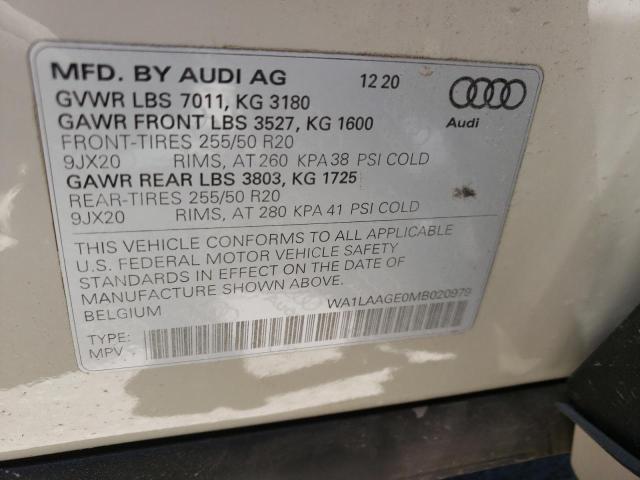 MFD. BY AUDI AG 12 20
GVWR LBS 7011, KG 3180
GAWR FRONT LBS 3527, KG 1600
Audi
FRONT-TIRES 255/50 R20
9JX20 RIMS, AT 260 KPA 38 PSI COLD
GAWR REAR LBS 3803, KG 1725
REAR-TIRES 255/50 R20
9JX20 RIMS, AT 280 KPA 41 PSI COLD
THIS VEHICLE CONFORMS TO ALL APPLICABLE
U.S. FEDERAL MOTOR VEHICLE SAFETY
STANDARDS IN EFFECT ON THE DATE OF
MANUFACTURE SHOWN ABOVE.
BELGIUM WA1LAAGE0MB020979
TYPE:
MPV